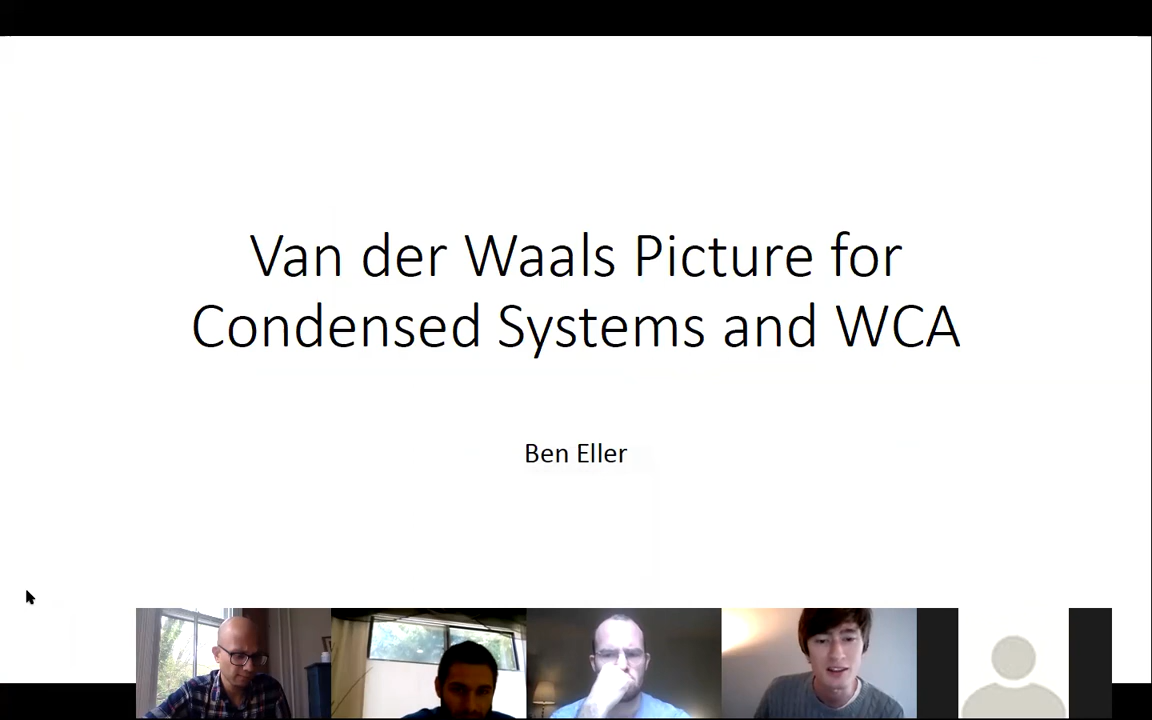 Van der Waals Picture for
Condensed Systems and WCA
Ben Eller